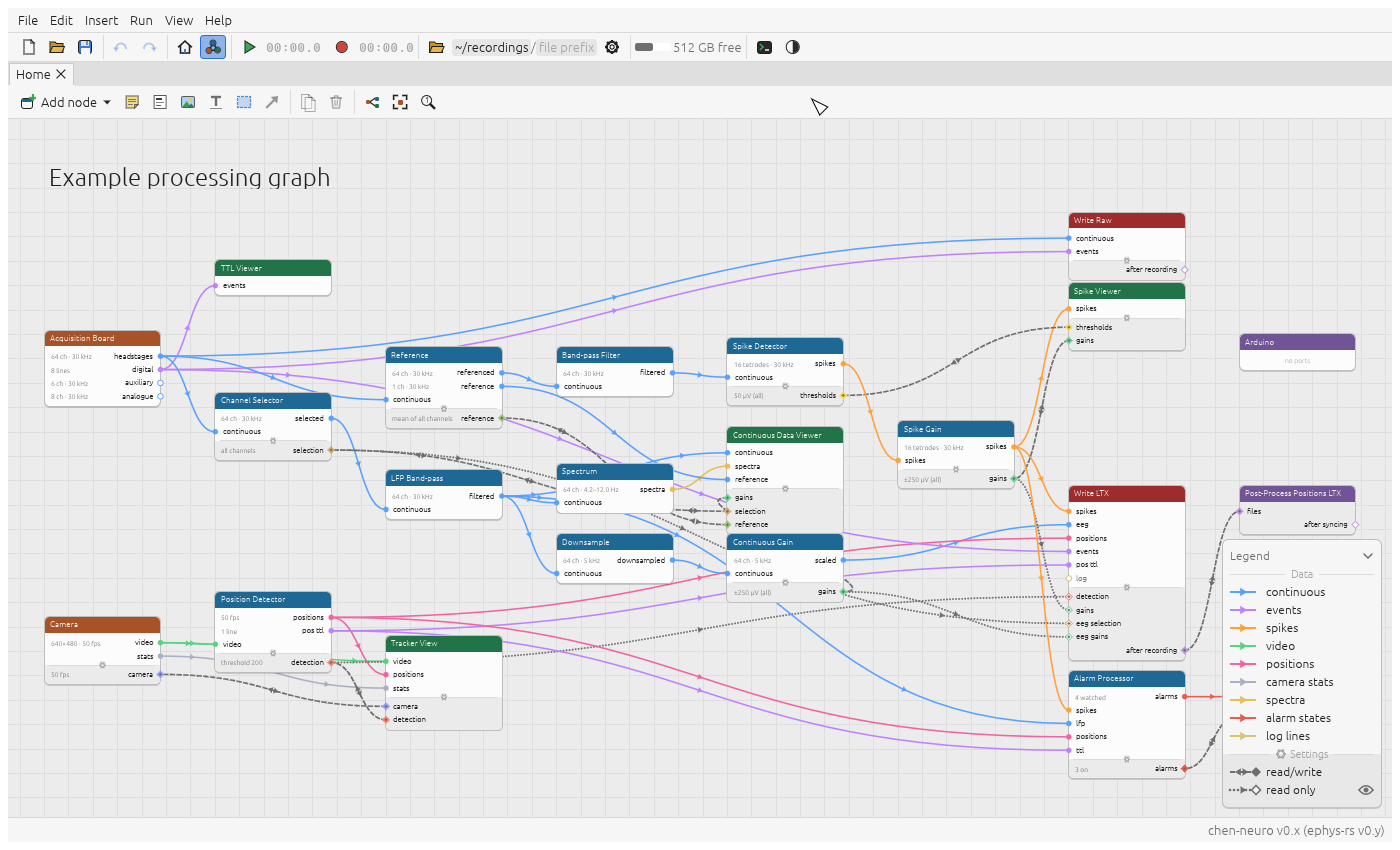 File Edit Insert Run View Help
00:00.0 00:00.0 ~/recordings/file prefix 512 GB free
Home
Add node
Example processing graph
TTL Viewer
events
Acquisition Board
64 ch · 30 kHz headstages
8 lines digital
6 ch · 30 kHz auxiliary
8 ch · 30 kHz analogue
Channel Selector
64 ch · 30 kHz selected
continuous
all channels selection
Reference
64 ch · 30 kHz referenced
1 ch · 30 kHz reference
continuous
mean of all channels reference
LFP Band-pass
64 ch · 30 kHz filtered
continuous
Band-pass Filter
filtered
continuous
Spectrum
64 ch · 4.2–12.0 Hz spectra
continuous
Downsample
downsampled
continuous
Spike Detector
16 tetrodes · 30 kHz spikes
continuous
50 µV (all) thresholds
Continuous Data Viewer
continuous
spectra
reference
gains
selection
reference
Continuous Gain
64 ch · 5 kHz scaled
continuous
±250 µV (all) gains
Spike Gain
16 tetrodes · 30 kHz spikes
spikes
±250 µV (all) gains
Write Raw
continuous
events
after recording
Spike Viewer
spikes
thresholds
gains
Write LTX
spikes
eeg
positions
events
pos ttl
log
detection
gains
eeg selection
eeg gains
after recording
Alarm Processor
4 watched alarms
spikes
lfp
positions
ttl
3 on alarms
Arduino
no ports
Post-Process Positions LTX
files
after syncing
Camera
640×480 · 50 fps video
stats
50 fps camera
Position Detector
50 fps positions
1 line pos ttl
video
threshold 200 detection
Tracker View
video
positions
stats
camera
detection
Legend
Data
continuous
events
spikes
video
positions
camera stats
spectra
alarm states
log lines
Settings
read/write
read only
chen-neuro v0.x (ephys-rs v0.y)